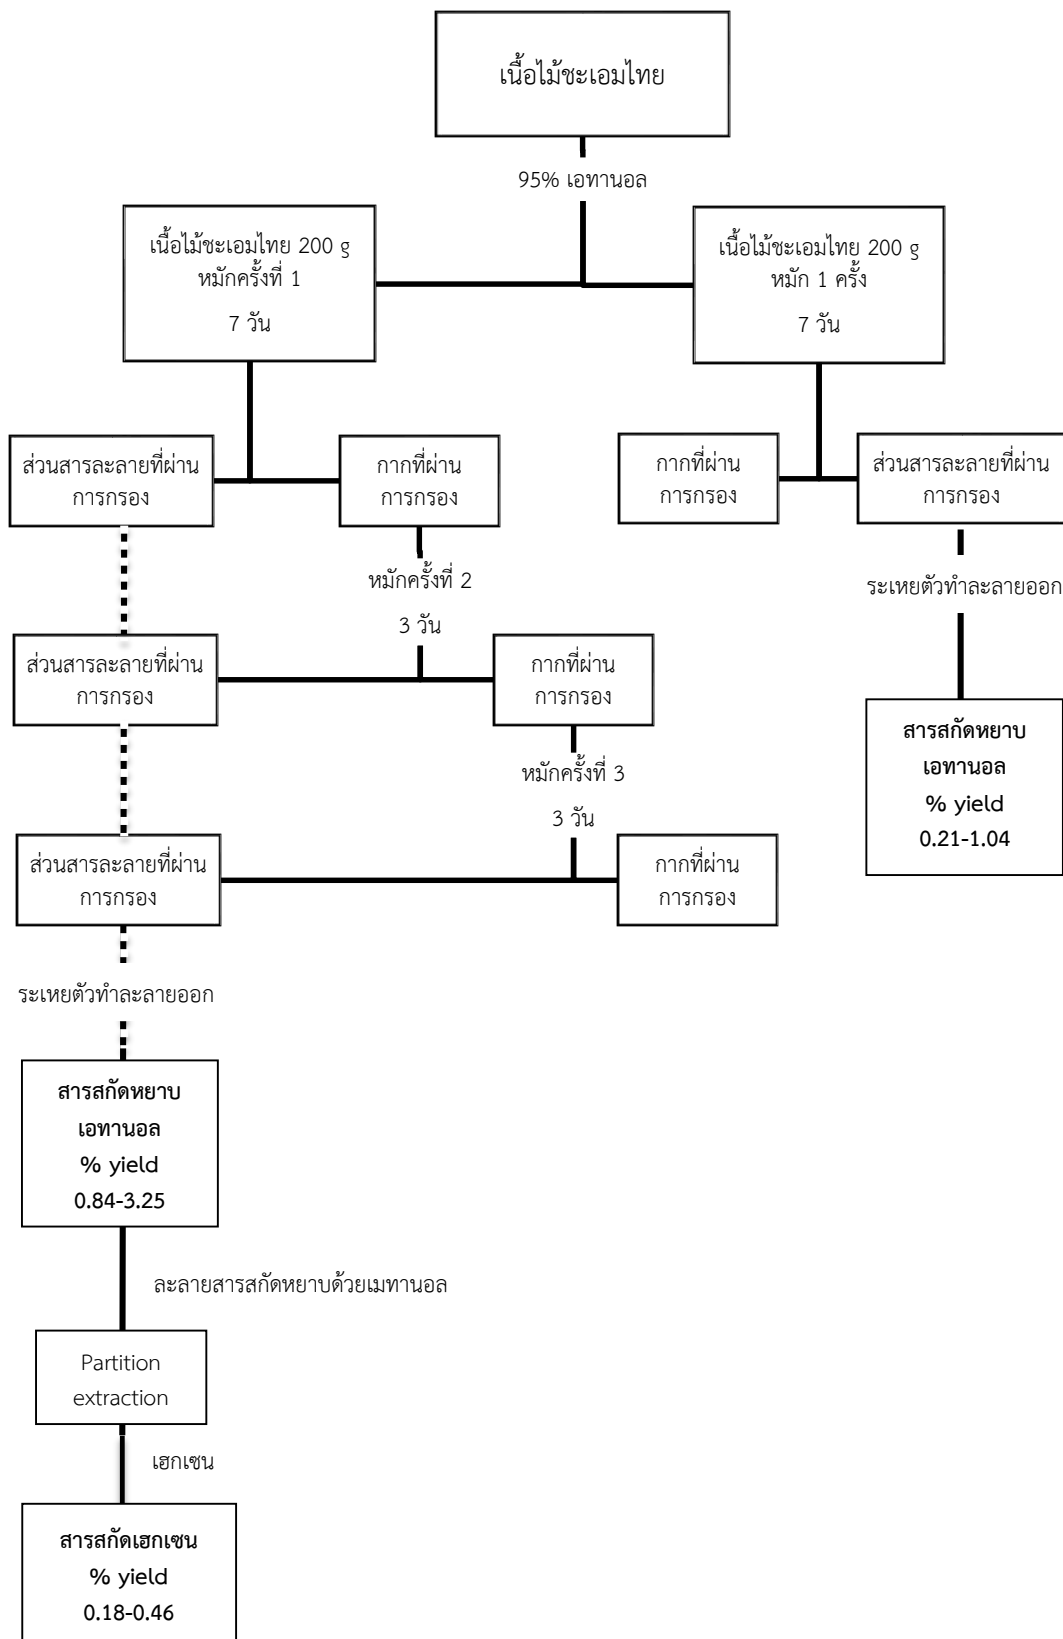 เนื้อไม้ชะเอมไทย
95% เอทานอล
เนื้อไม้ชะเอมไทย 200 g
หมักครั้งที่ 1
7 วัน
เนื้อไม้ชะเอมไทย 200 g
หมัก 1 ครั้ง
7 วัน
ส่วนสารละลายที่ผ่าน
การกรอง
กากที่ผ่าน
การกรอง
กากที่ผ่าน
การกรอง
ส่วนสารละลายที่ผ่าน
การกรอง
หมักครั้งที่ 2
3 วัน
ระเหยตัวทำละลายออก
ส่วนสารละลายที่ผ่าน
การกรอง
กากที่ผ่าน
การกรอง
สารสกัดหยาบ
เอทานอล
% yield
0.21-1.04
หมักครั้งที่ 3
3 วัน
ส่วนสารละลายที่ผ่าน
การกรอง
กากที่ผ่าน
การกรอง
ระเหยตัวทำละลายออก
สารสกัดหยาบ
เอทานอล
% yield
0.84-3.25
ละลายสารสกัดหยาบด้วยเมทานอล
Partition
extraction
เฮกเซน
สารสกัดเฮกเซน
% yield
0.18-0.46